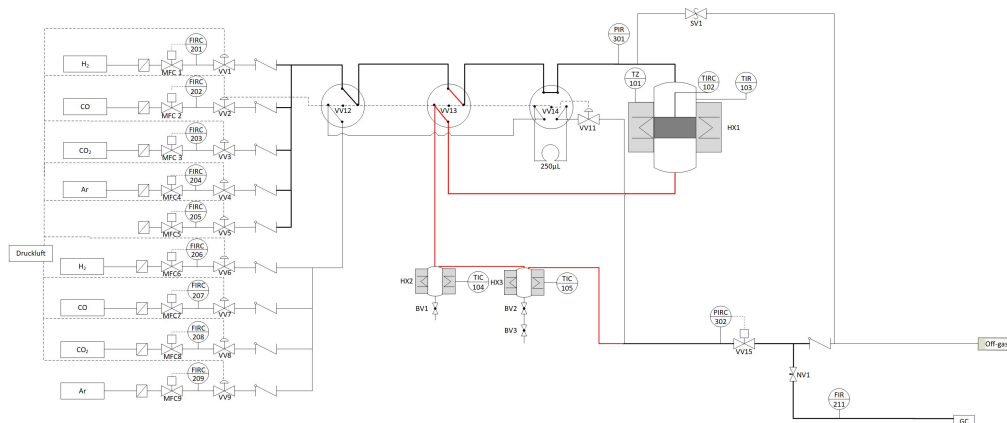 SV1
PIR
301
FIRC
201
H₂
MFC 1
VV1
TZ
101
TIRC
102
TIR
103
FIRC
202
CO
MFC 2
VV2
VV12
VV13
VV14
VV11
HX1
FIRC
203
CO₂
MFC 3
VV3
250µL
FIRC
204
Ar
MFC4
VV4
FIRC
205
MFC5
VV5
Druckluft
FIRC
206
H₂
MFC6
VV6
HX2
TIC
104
HX3
TIC
105
FIRC
207
CO
MFC7
VV7
BV1
BV2
BV3
PIRC
302
FIRC
208
CO₂
MFC8
VV8
VV15
Off-gas
NV1
FIRC
209
Ar
MFC9
VV9
FIR
211
GC